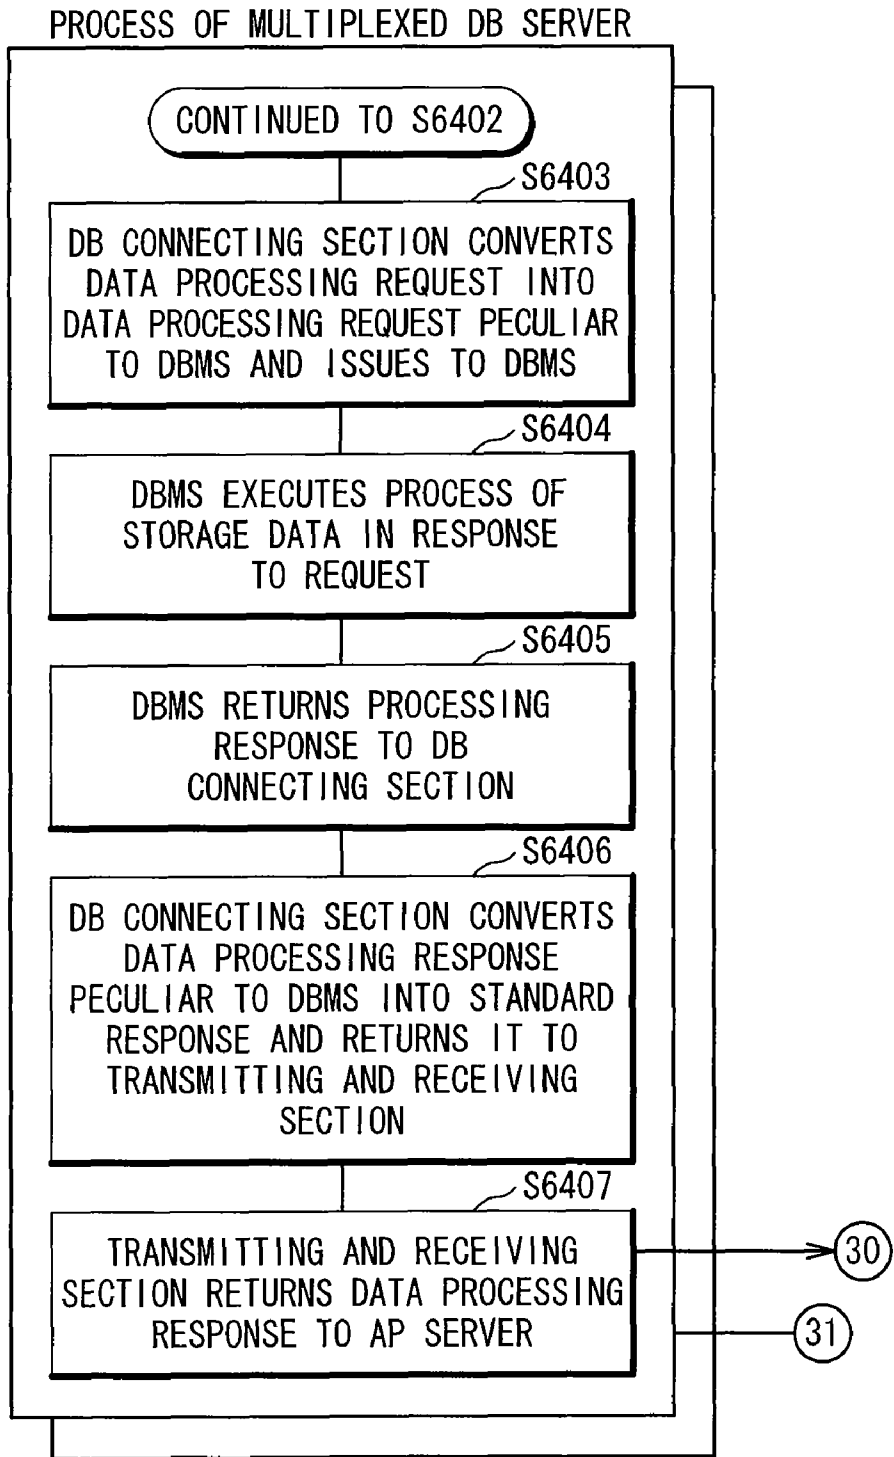 PROCESS OF MULTIPLEXED DB SERVER
CONTINUED TO S6402
S6403
DB CONNECTING SECTION CONVERTS
DATA PROCESSING REQUEST INTO
DATA PROCESSING REQUEST PECULIAR
TO DBMS AND ISSUES TO DBMS
S6404
DBMS EXECUTES PROCESS OF
STORAGE DATA IN RESPONSE
TO REQUEST
S6405
DBMS RETURNS PROCESSING
RESPONSE TO DB
CONNECTING SECTION
S6406
DB CONNECTING SECTION CONVERTS
DATA PROCESSING RESPONSE
PECULIAR TO DBMS INTO STANDARD
RESPONSE AND RETURNS IT TO
TRANSMITTING AND RECEIVING
SECTION
S6407
TRANSMITTING AND RECEIVING
SECTION RETURNS DATA PROCESSING
RESPONSE TO AP SERVER
30
31